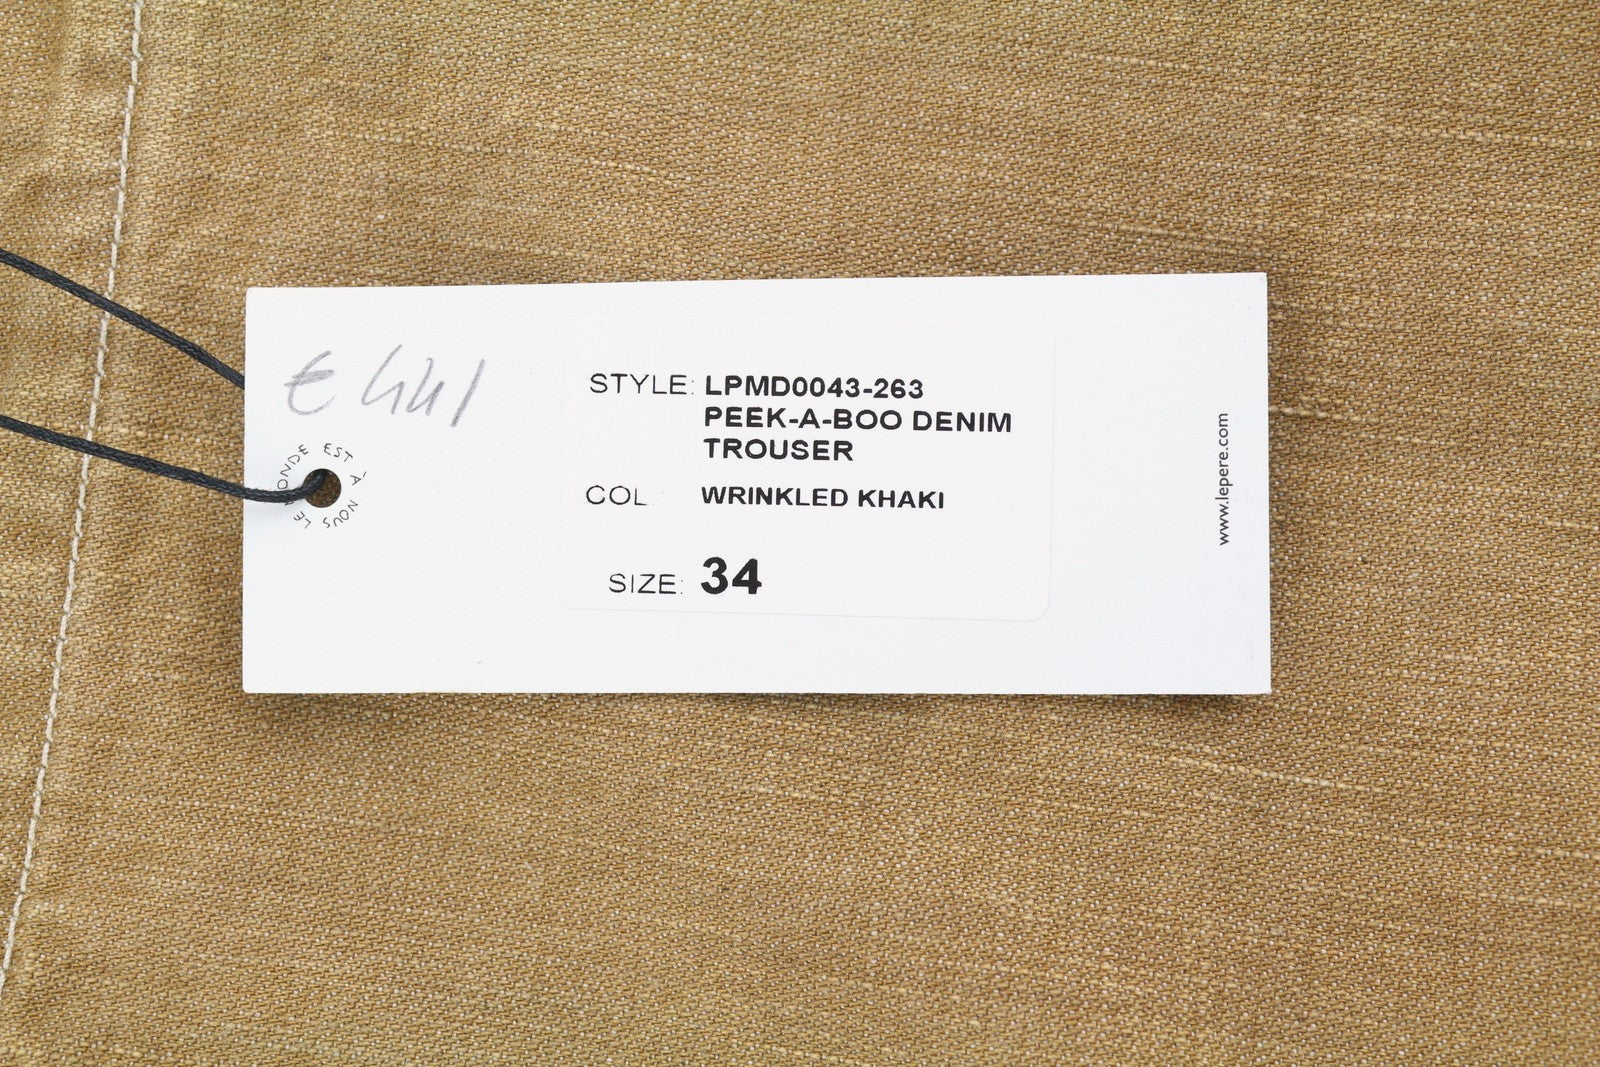 € 441
LE MONDE EST À NOUS
STYLE: LPMD0043-263
PEEK-A-BOO DENIM
TROUSER
COL : WRINKLED KHAKI
SIZE: 34
www.lepere.com